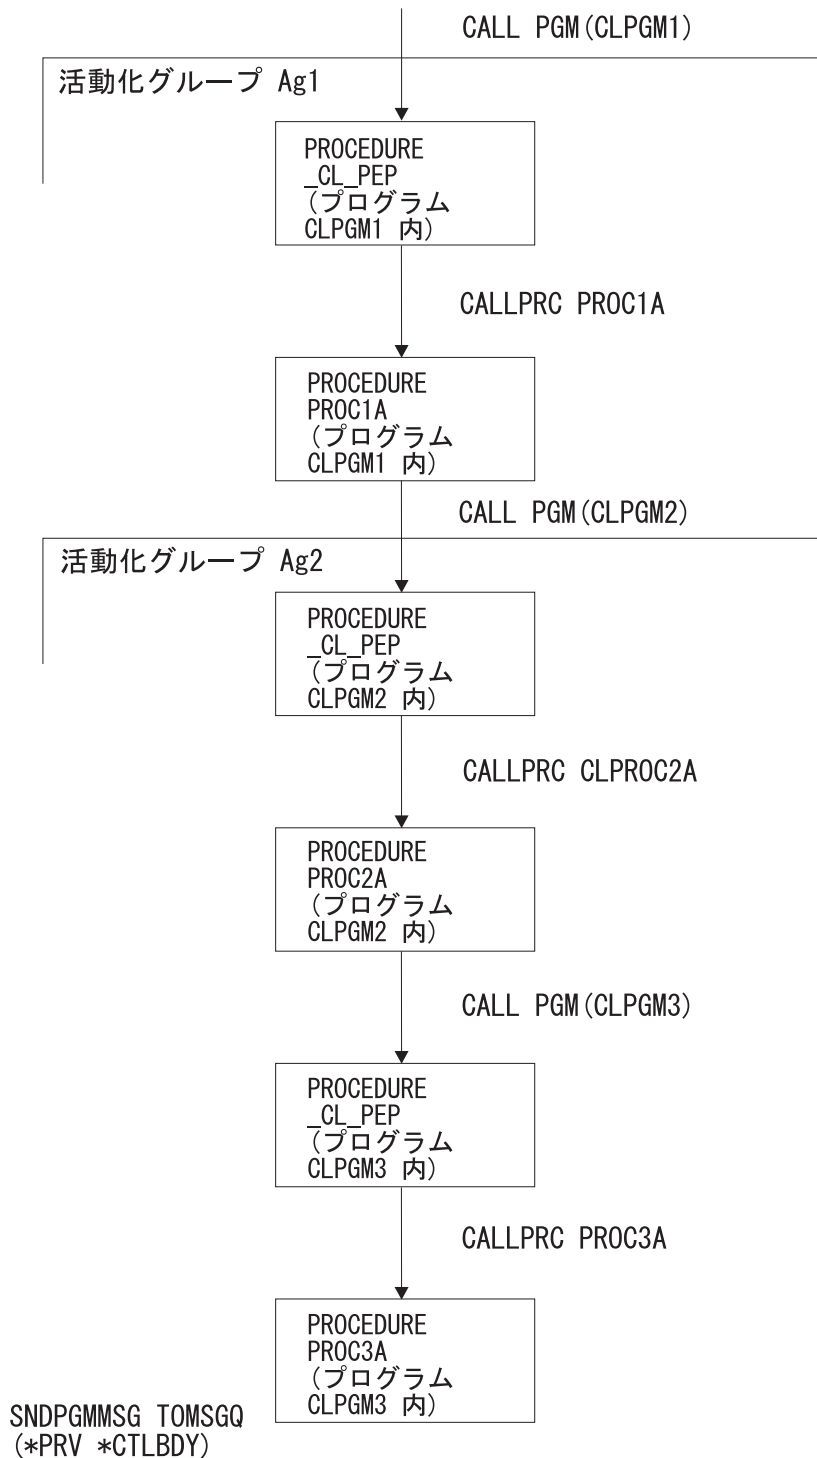 CALL PGM(CLPGM1)
活動化グループ Ag1
PROCEDURE
_CL_PEP
(プログラム
CLPGM1 内)
CALLPRC PROC1A
PROCEDURE
PROC1A
(プログラム
CLPGM1 内)
CALL PGM(CLPGM2)
活動化グループ Ag2
PROCEDURE
_CL_PEP
(プログラム
CLPGM2 内)
CALLPRC CLPROC2A
PROCEDURE
PROC2A
(プログラム
CLPGM2 内)
CALL PGM(CLPGM3)
PROCEDURE
_CL_PEP
(プログラム
CLPGM3 内)
CALLPRC PROC3A
PROCEDURE
PROC3A
(プログラム
CLPGM3 内)
SNDPGMMSG TOMSGQ
(*PRV *CTLBDY)